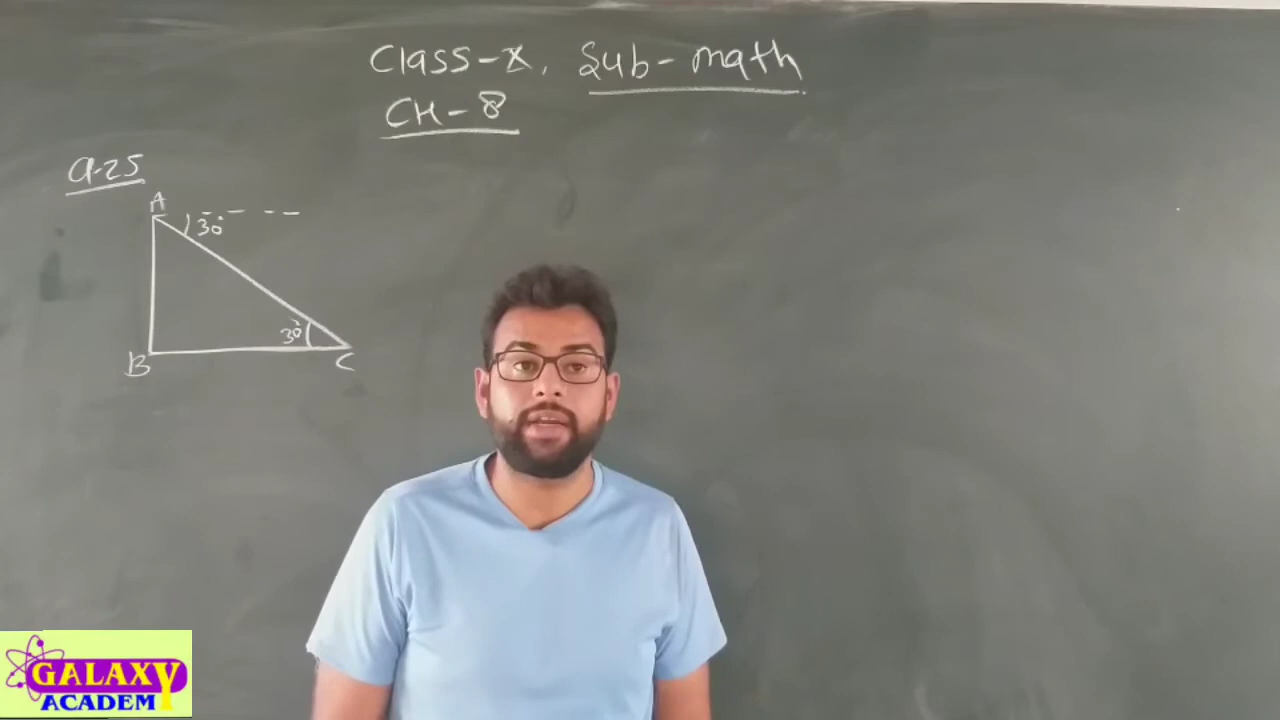 Class-X, Sub-math
CH-8
Q.25
A
30°
30°
B
C
GALAXY
ACADEM